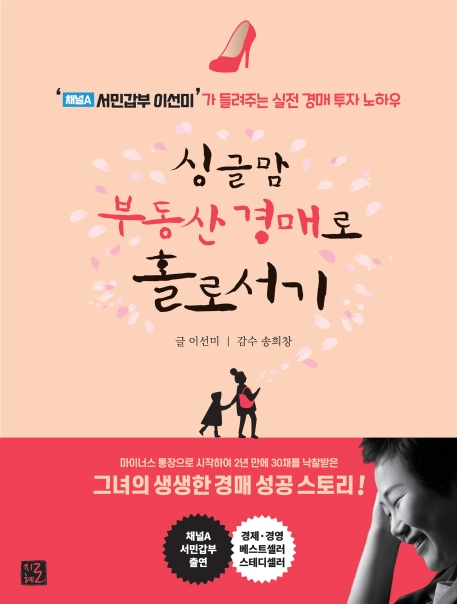 ‘채널A 서민갑부 이선미’가 들려주는 실전 경매 투자 노하우
싱글맘
부동산 경매로
홀로서기
글 이선미 | 감수 송희창
마이너스 통장으로 시작하여 2년 만에 30채를 낙찰받은
그녀의 생생한 경매 성공 스토리!
채널A
서민갑부
출연
경제·경영
베스트셀러
스테디셀러
지혜로